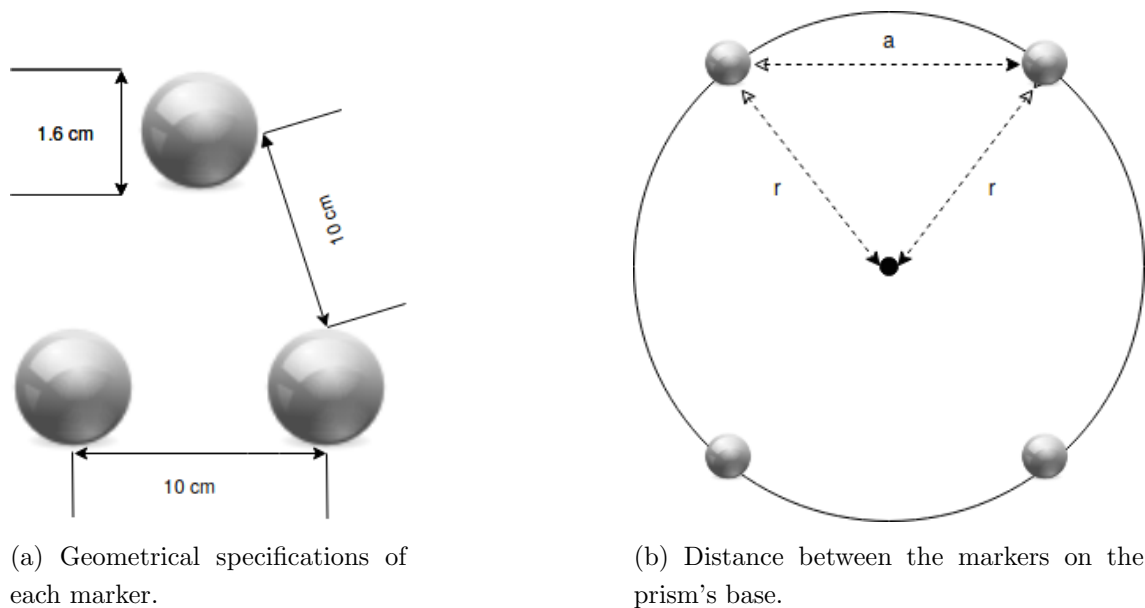 1.6 cm
10 cm
10 cm
a
r
r
(a) Geometrical specifications of
each marker.
(b) Distance between the markers on the
prism's base.